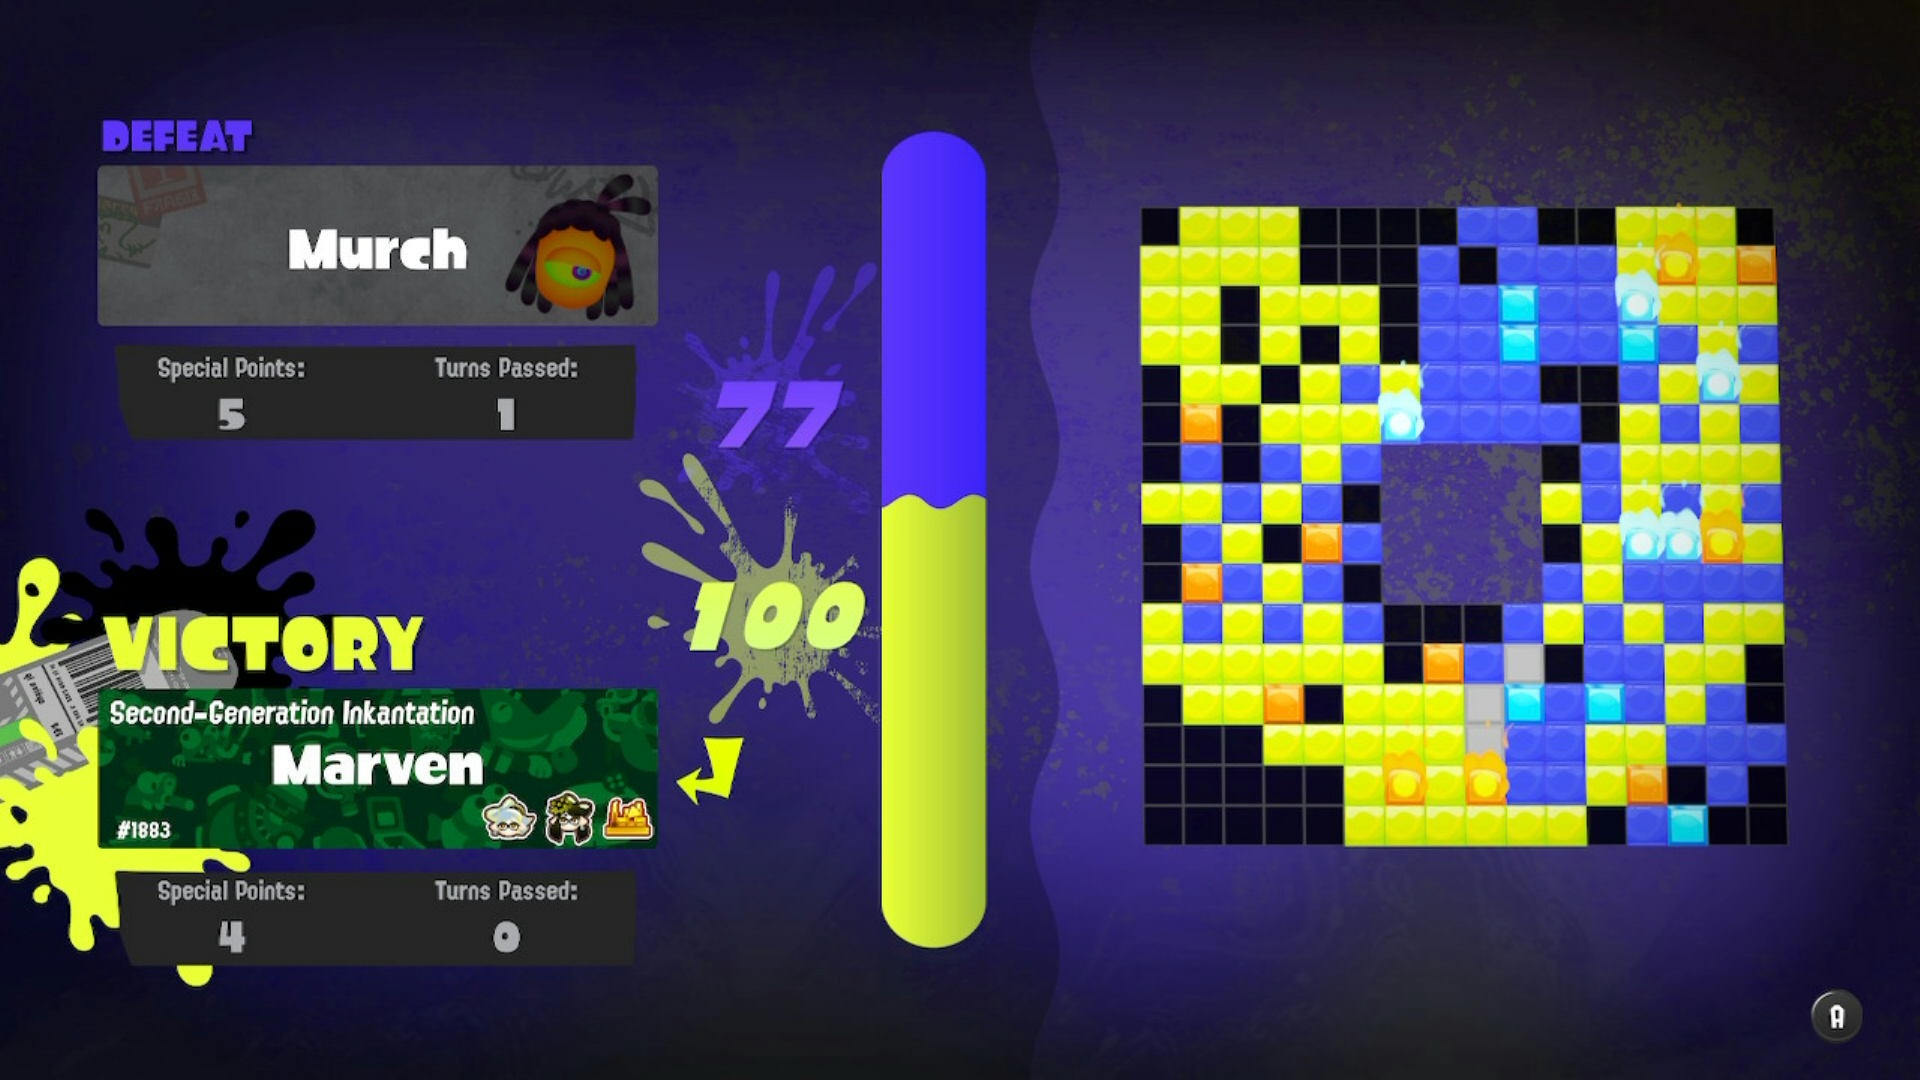 DEFEAT
Murch
Special Points:
Turns Passed:
5
1
77
100
VICTORY
Second-Generation Inkantation
Marven
#1883
Special Points:
Turns Passed:
4
0
A